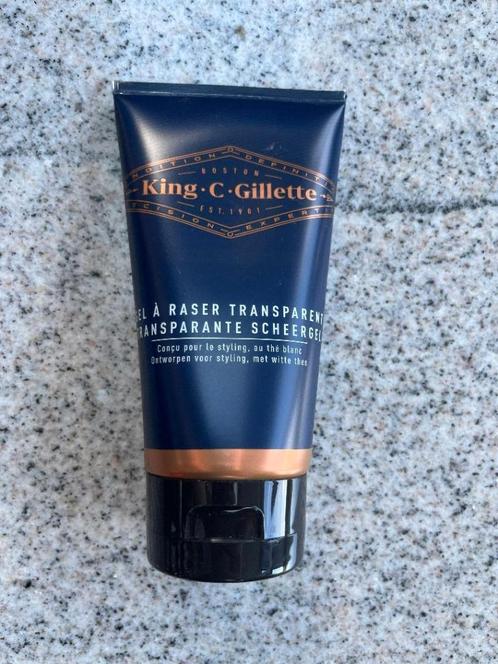 BOSTON
King·C·Gillette
EST. 1901
EL À RASER TRANSPARENT
RANSPARANTE SCHEERGEL
Conçu pour le styling, au thé blanc
Ontworpen voor styling, met witte thee